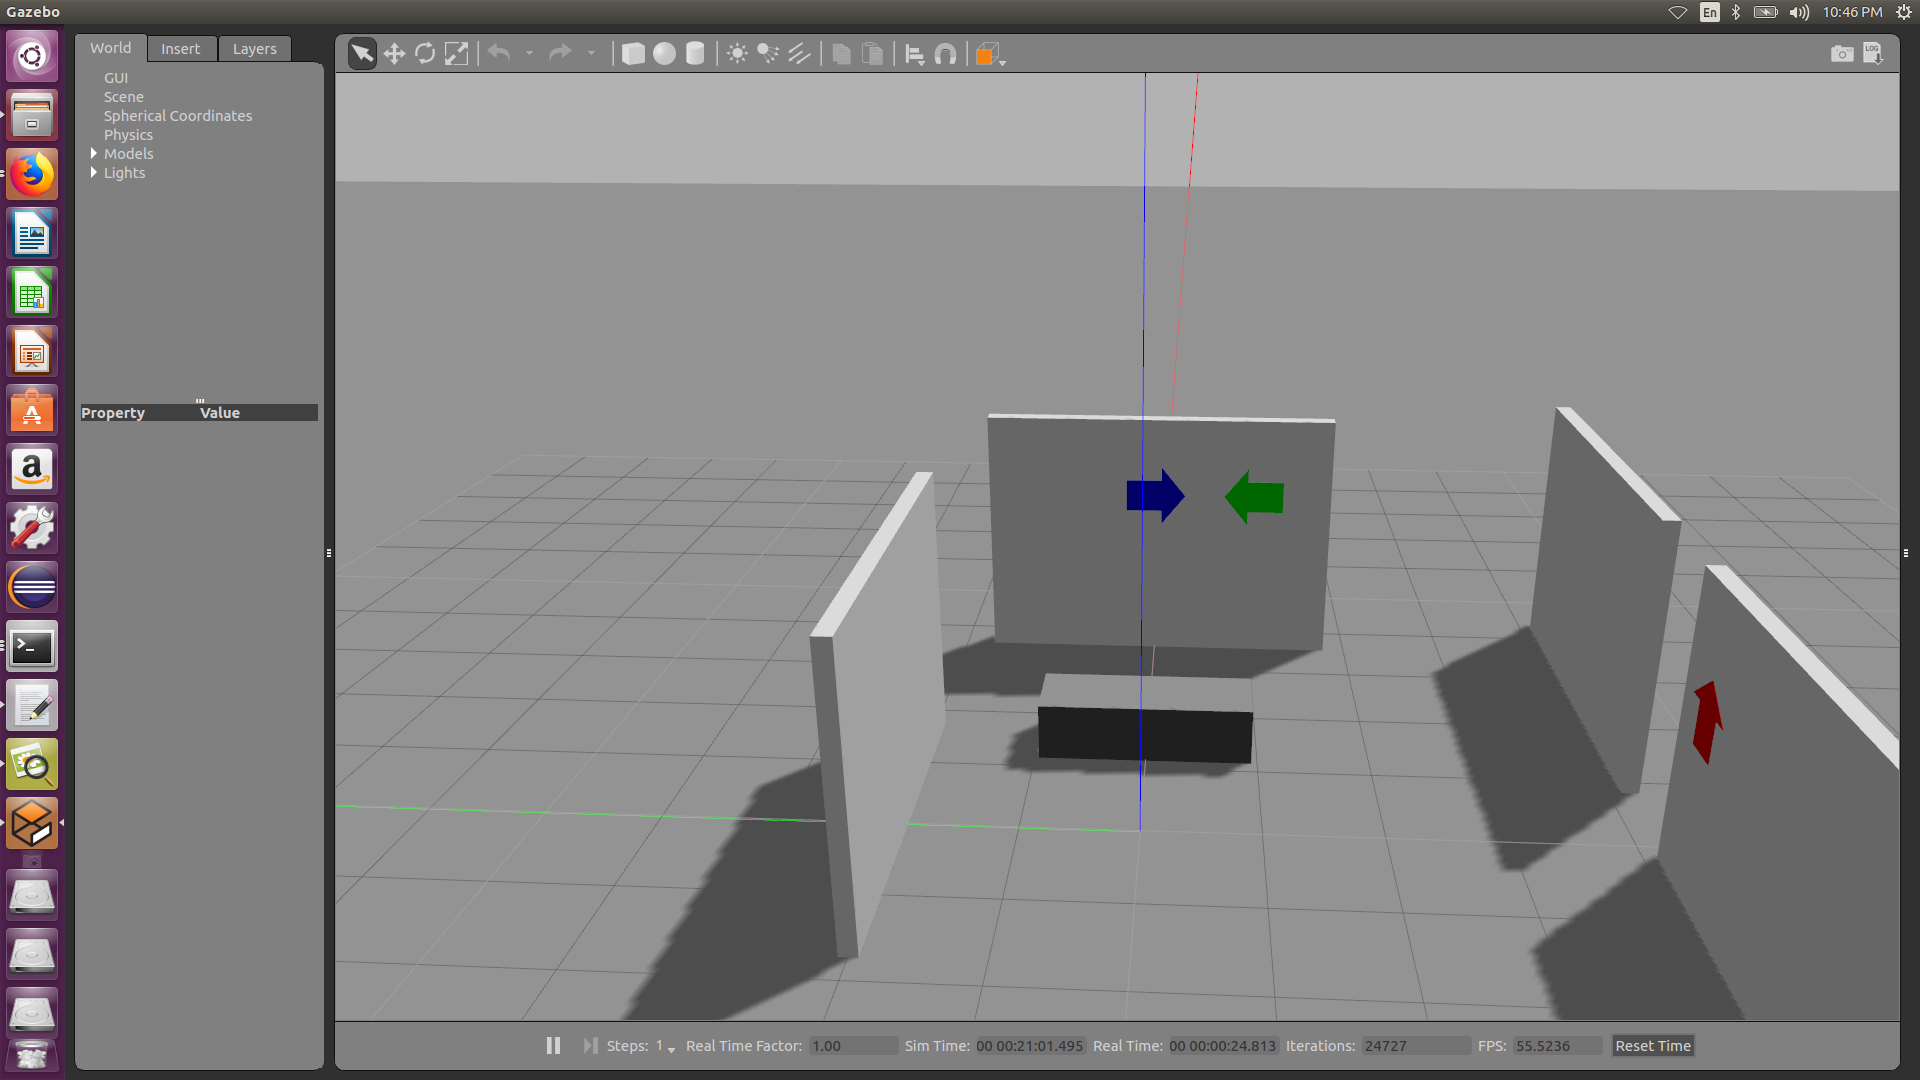 Gazebo
En
10:46 PM
World
Insert
Layers
LOG
GUI
Scene
Spherical Coordinates
Physics
Models
Lights
Property
Value
A
a
>_
Steps: 1
Real Time Factor: 1.00
Sim Time: 00 00:21:01.495
Real Time: 00 00:00:24.813
Iterations: 24727
FPS: 55.5236
Reset Time